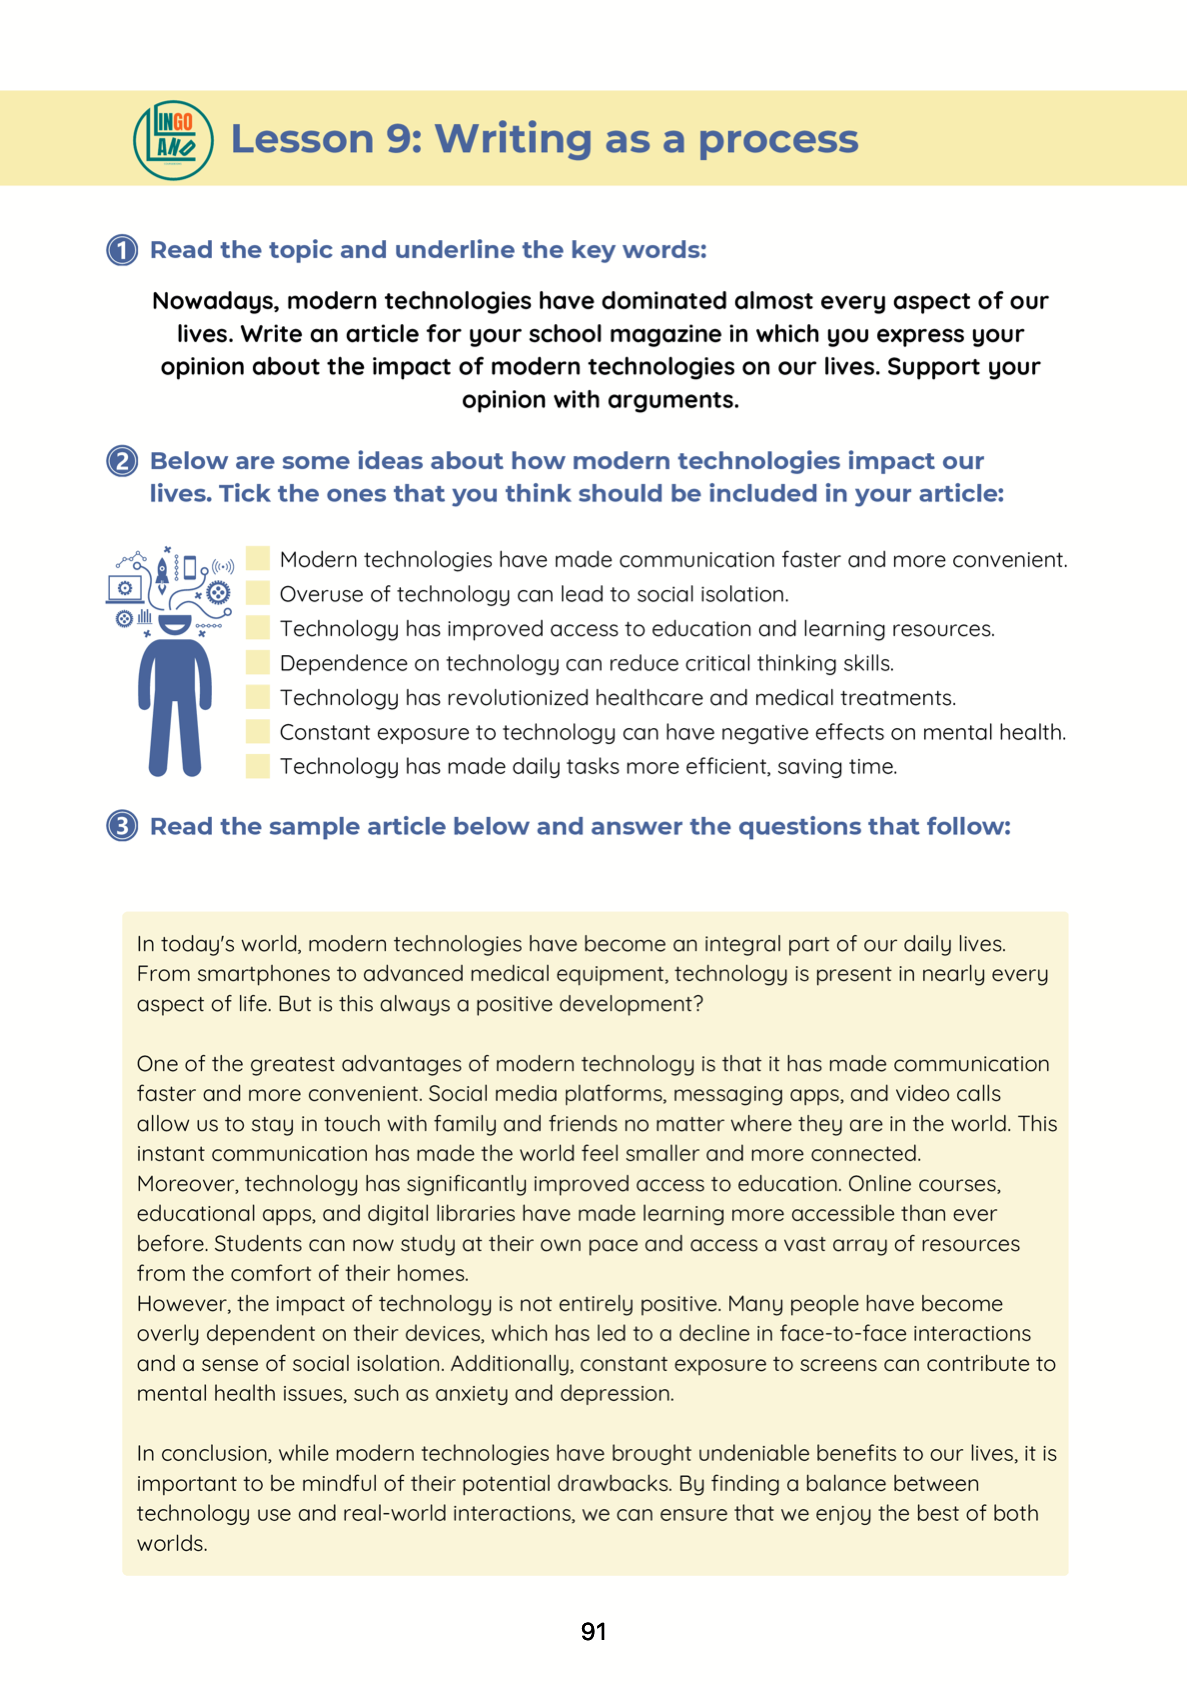 LINGO
LAND
Lesson 9: Writing as a process
1 Read the topic and underline the key words:
Nowadays, modern technologies have dominated almost every aspect of our
lives. Write an article for your school magazine in which you express your
opinion about the impact of modern technologies on our lives. Support your
opinion with arguments.
2 Below are some ideas about how modern technologies impact our
lives. Tick the ones that you think should be included in your article:
Modern technologies have made communication faster and more convenient.
Overuse of technology can lead to social isolation.
Technology has improved access to education and learning resources.
Dependence on technology can reduce critical thinking skills.
Technology has revolutionized healthcare and medical treatments.
Constant exposure to technology can have negative effects on mental health.
Technology has made daily tasks more efficient, saving time.
3 Read the sample article below and answer the questions that follow:
In today's world, modern technologies have become an integral part of our daily lives.
From smartphones to advanced medical equipment, technology is present in nearly every
aspect of life. But is this always a positive development?
One of the greatest advantages of modern technology is that it has made communication
faster and more convenient. Social media platforms, messaging apps, and video calls
allow us to stay in touch with family and friends no matter where they are in the world. This
instant communication has made the world feel smaller and more connected.
Moreover, technology has significantly improved access to education. Online courses,
educational apps, and digital libraries have made learning more accessible than ever
before. Students can now study at their own pace and access a vast array of resources
from the comfort of their homes.
However, the impact of technology is not entirely positive. Many people have become
overly dependent on their devices, which has led to a decline in face-to-face interactions
and a sense of social isolation. Additionally, constant exposure to screens can contribute to
mental health issues, such as anxiety and depression.
In conclusion, while modern technologies have brought undeniable benefits to our lives, it is
important to be mindful of their potential drawbacks. By finding a balance between
technology use and real-world interactions, we can ensure that we enjoy the best of both
worlds.
91